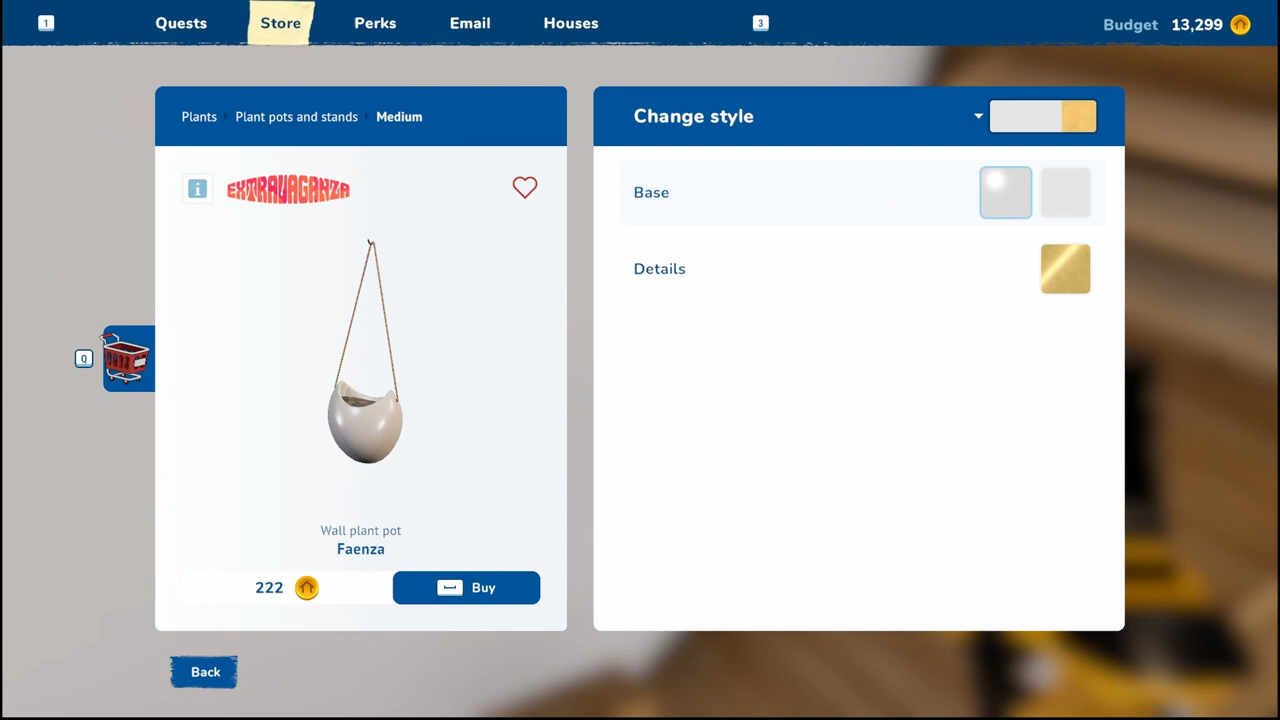 1 Quests Store Perks Email Houses 3 Budget 13,299
Plants Plant pots and stands Medium
Change style
i EXTRAVAGANZA
Base
Details
Q
Wall plant pot
Faenza
222 Buy
Back